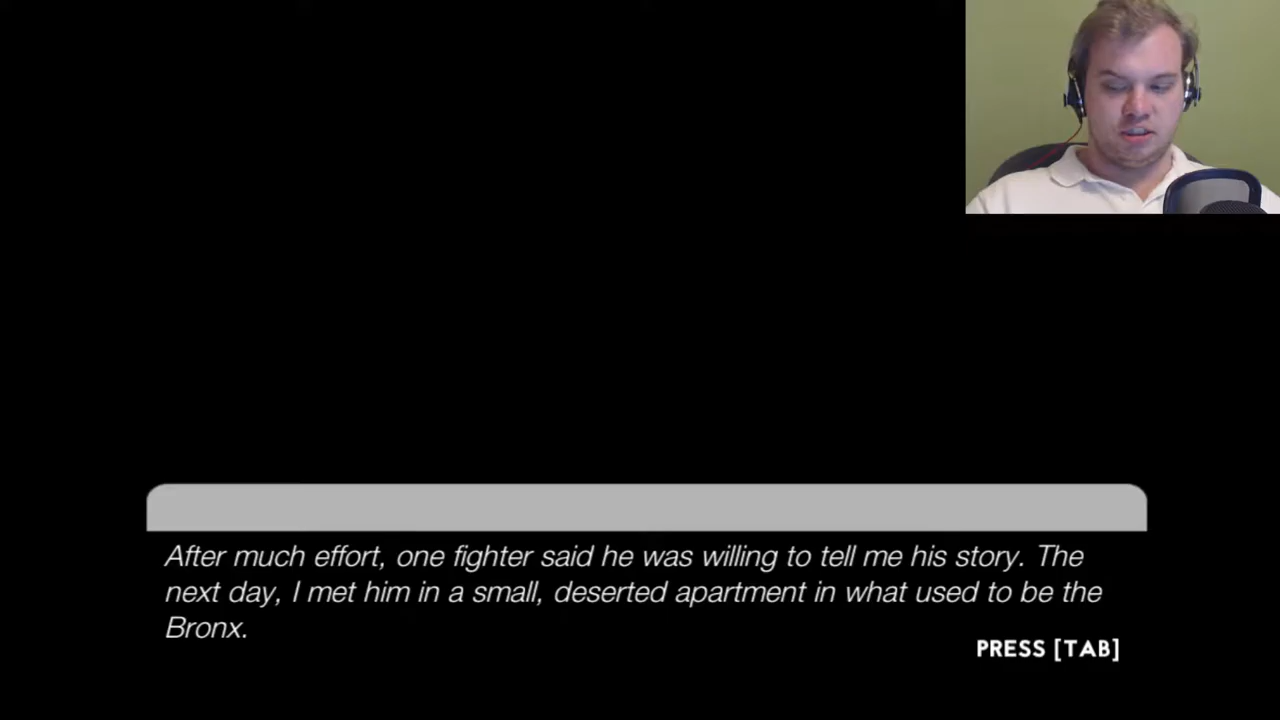 After much effort, one fighter said he was willing to tell me his story. The
next day, I met him in a small, deserted apartment in what used to be the
Bronx.
PRESS [TAB]